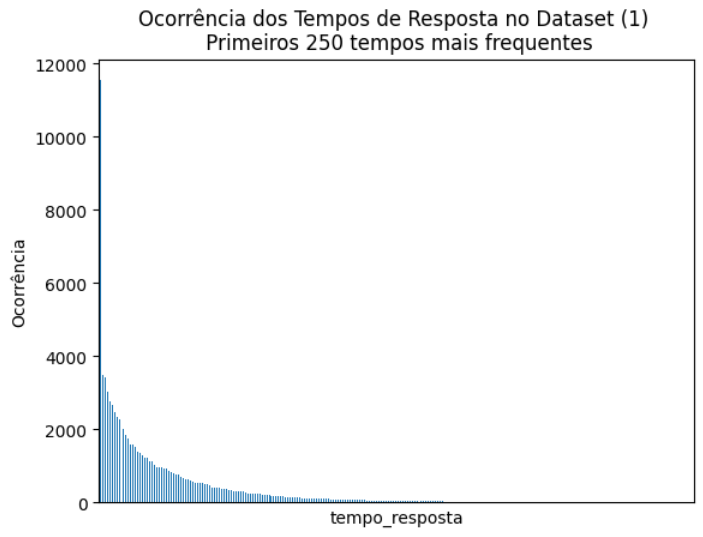 Ocorrência dos Tempos de Resposta no Dataset (1)
Primeiros 250 tempos mais frequentes
12000
10000
8000
6000
4000
2000
0
Ocorrência
tempo_resposta